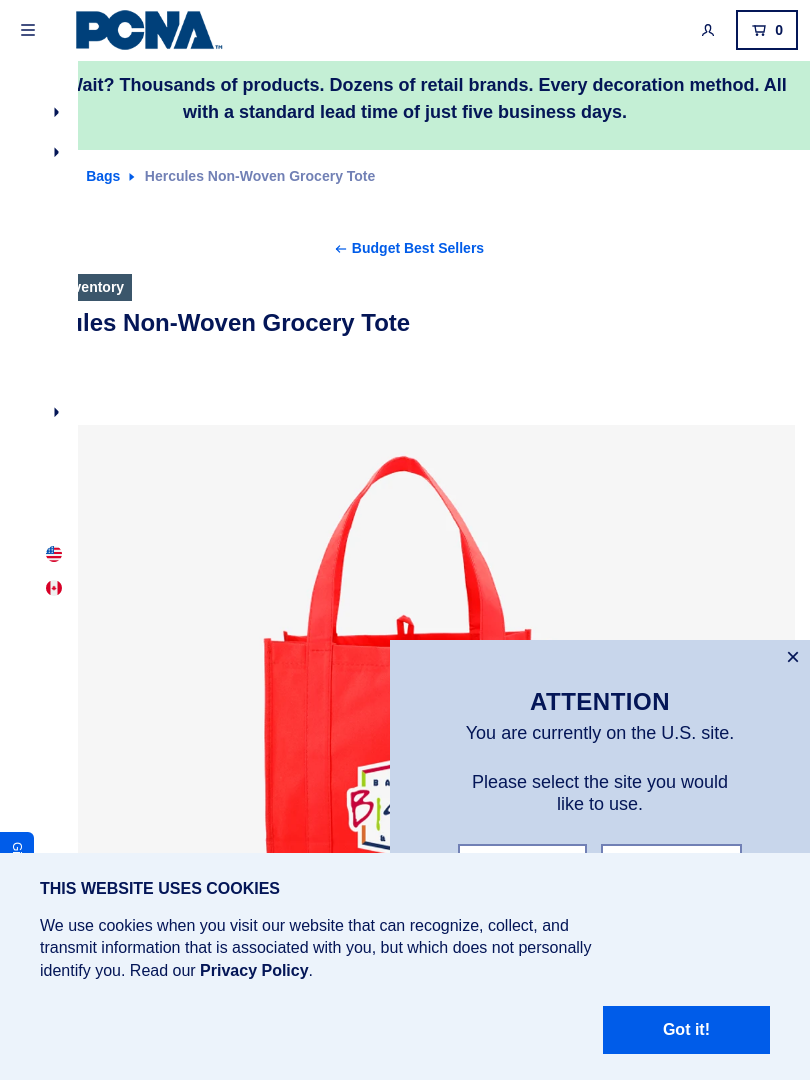 PCNA™
0
Wait? Thousands of products. Dozens of retail brands. Every decoration method. All
with a standard lead time of just five business days.
Bags
Hercules Non-Woven Grocery Tote
Budget Best Sellers
Non-Woven Grocery Tote
ATTENTION
You are currently on the U.S. site.
Please select the site you would
like to use.
THIS WEBSITE USES COOKIES
We use cookies when you visit our website that can recognize, collect, and
transmit information that is associated with you, but which does not personally
identify you. Read our Privacy Policy.
Got it!